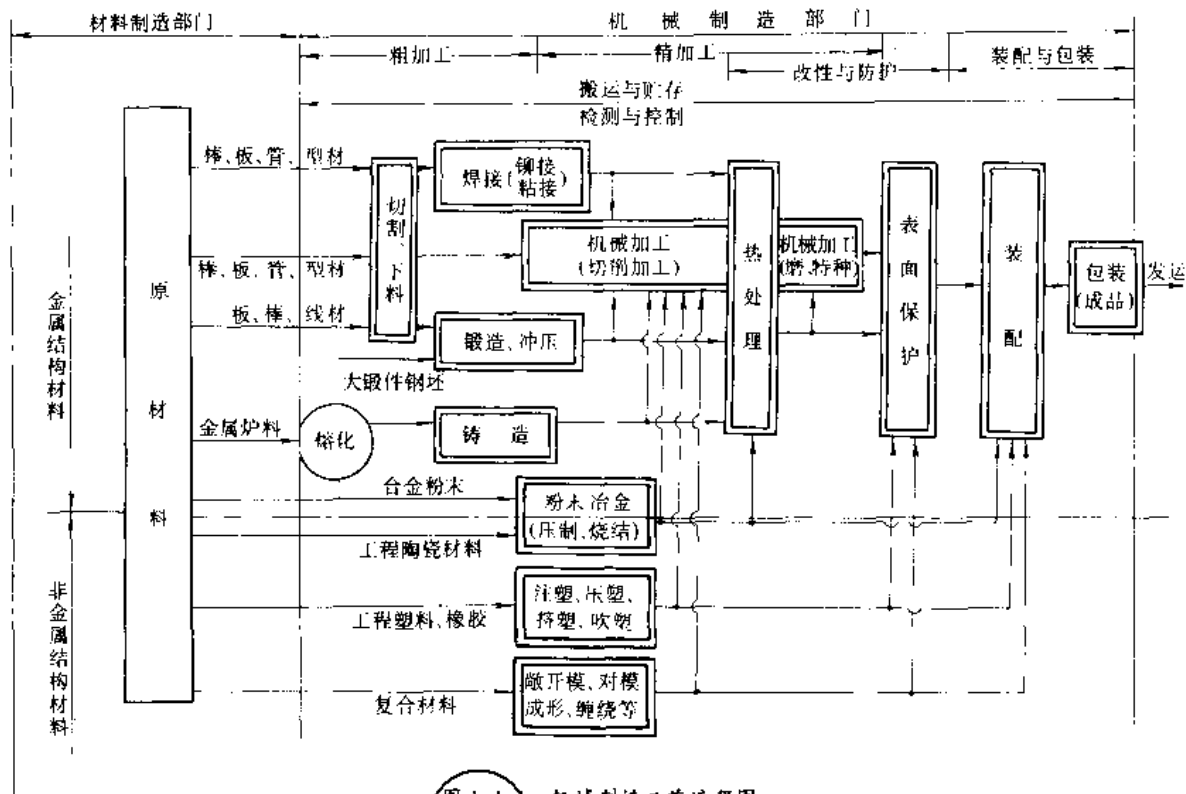 材料制造部门
机械制造部门
粗加工
精加工
改性与防护
装配与包装
搬运与贮存
检测与控制
棒、板、管、型材
棒、板、管、型材
板、棒、线材
大锻件钢坯
金属炉料
合金粉末
工程陶瓷材料
工程塑料、橡胶
复合材料
金属结构材料
非金属结构材料
原材料
切割、下料
焊接(铆接
粘接)
机械加工
(切削加工)
锻造、冲压
熔化
铸造
粉末冶金
(压制、烧结)
注塑、压塑、
挤塑、吹塑
敞开模、对模
成形、缠绕等
热处理
机械加工
(磨、特种)
表面保护
装配
包装
(成品)
发运